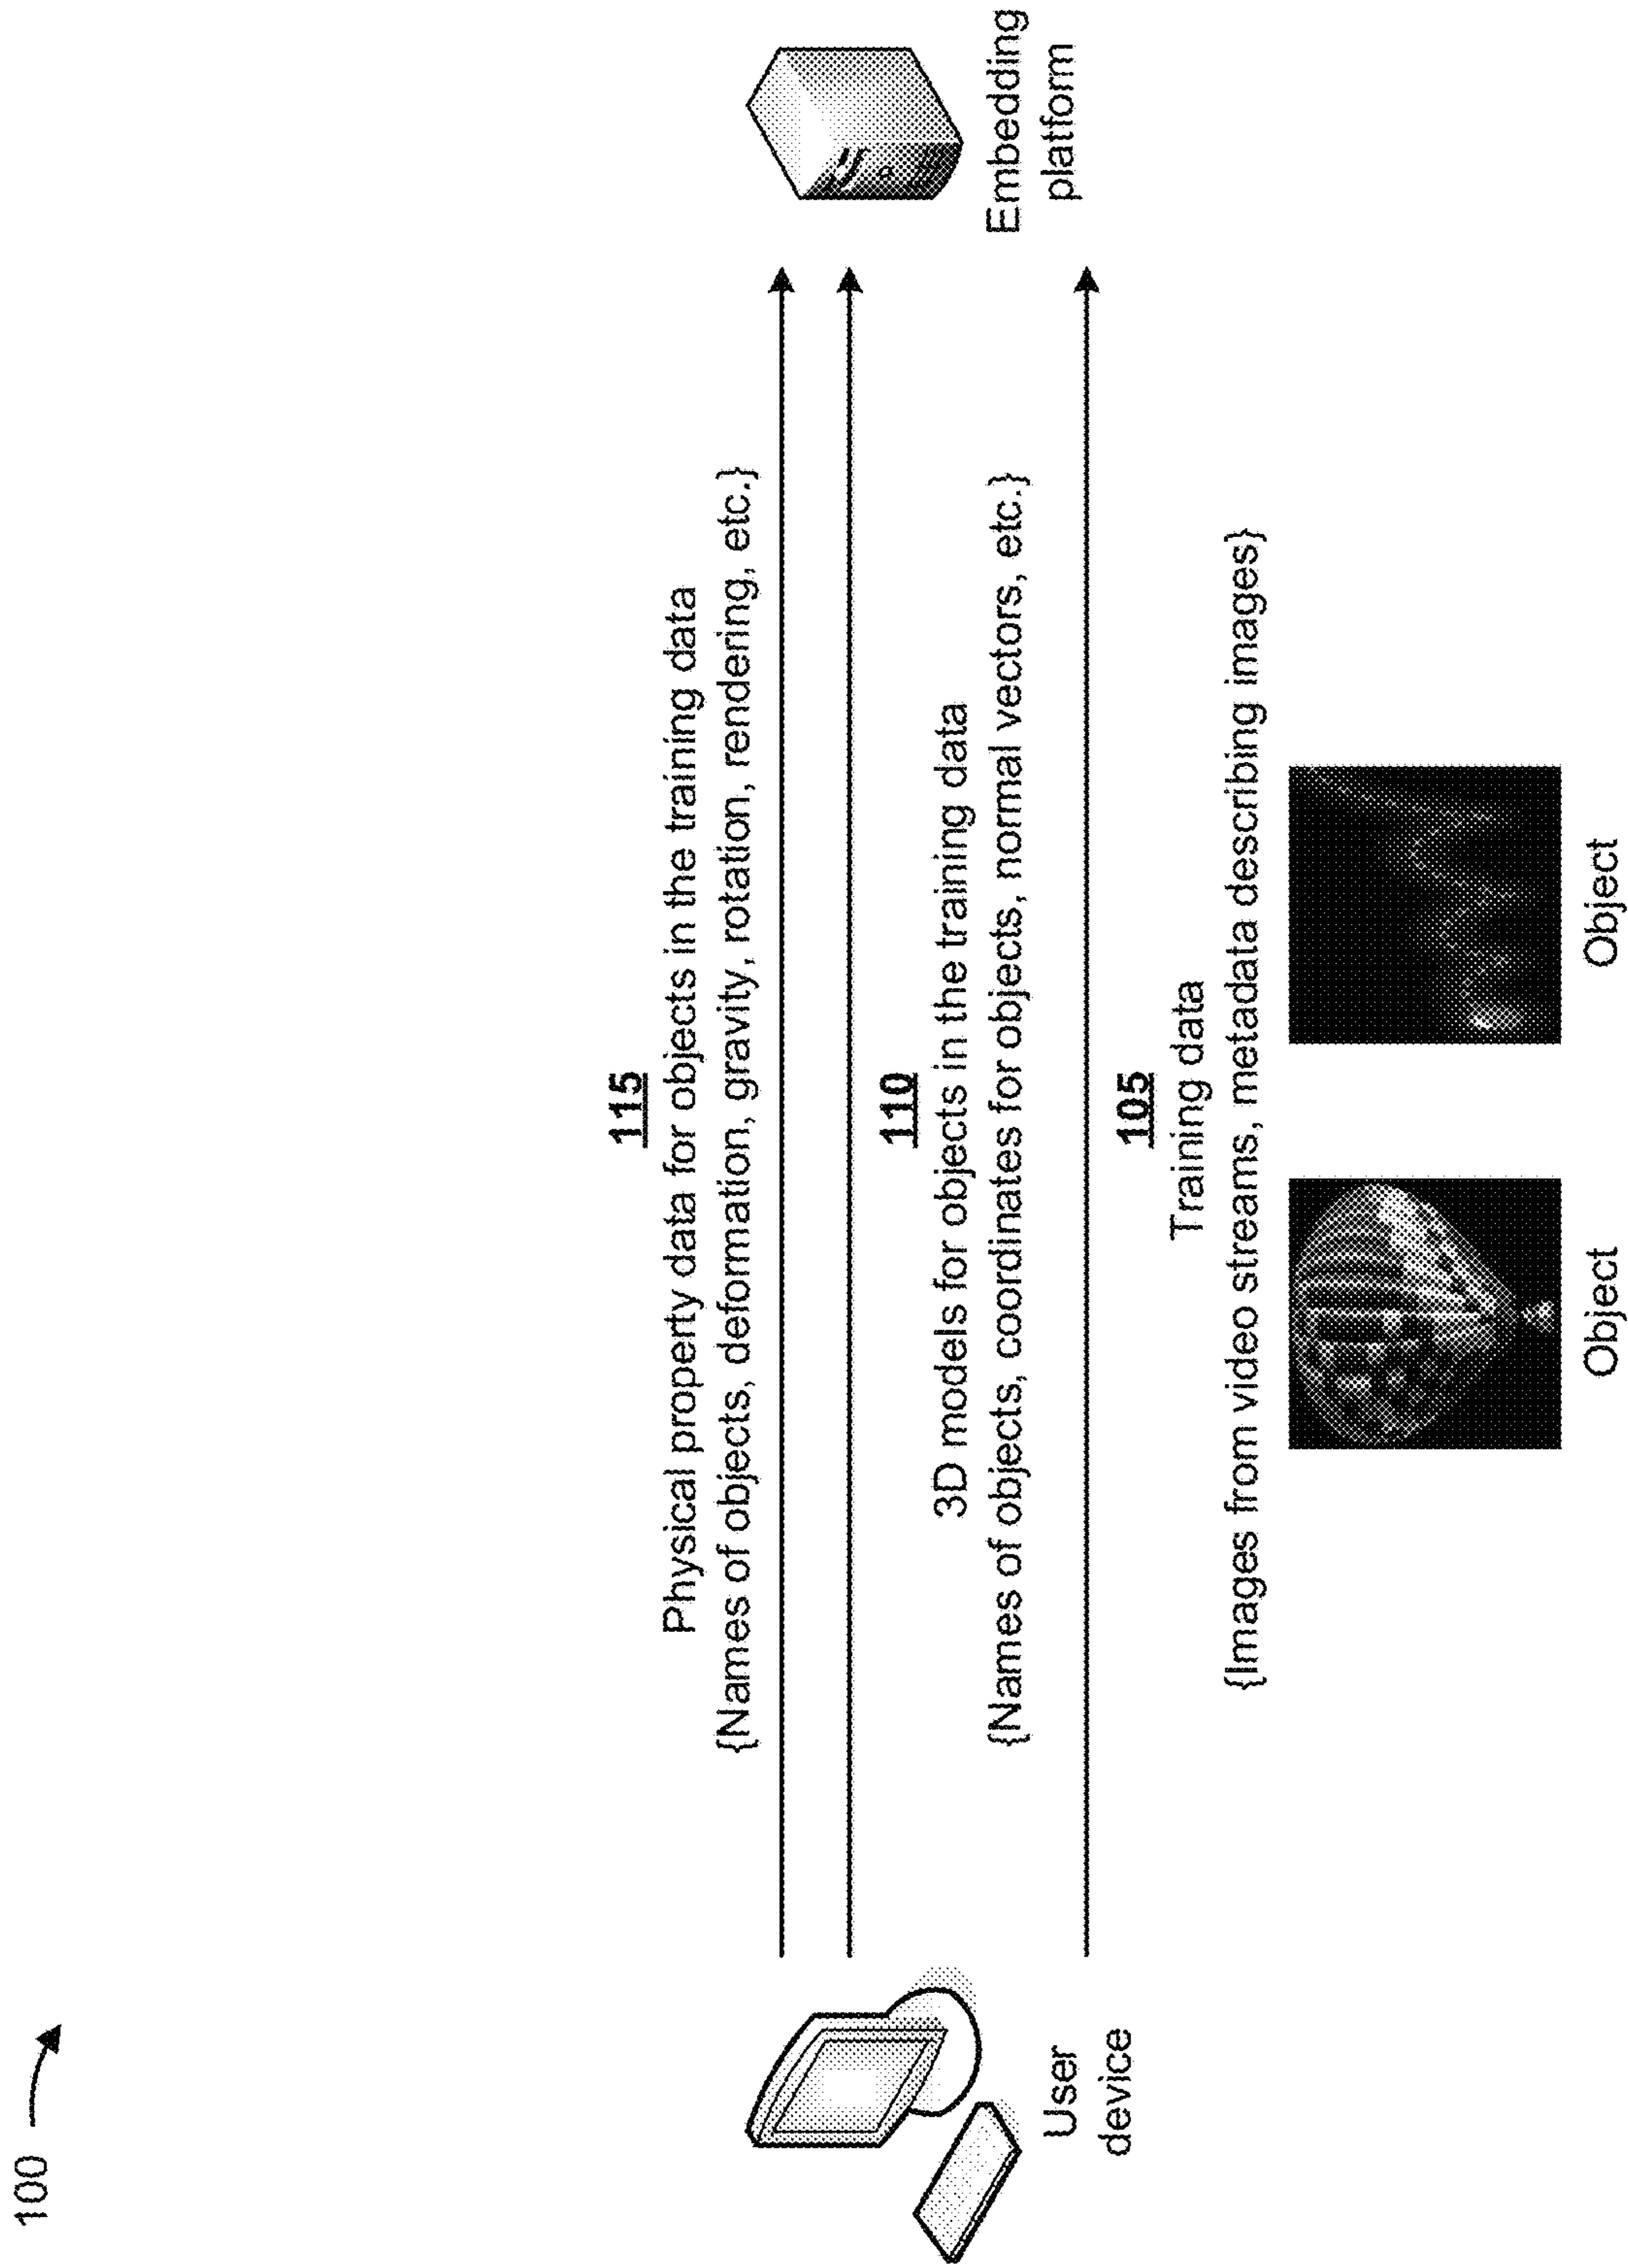 100
115
Physical property data for objects in the training data
{Names of objects, deformation, gravity, rotation, rendering, etc.}
110
3D models for objects in the training data
{Names of objects, coordinates for objects, normal vectors, etc.}
105
Training data
{Images from video streams, metadata describing images}
User
device
Embedding
platform
Object
Object